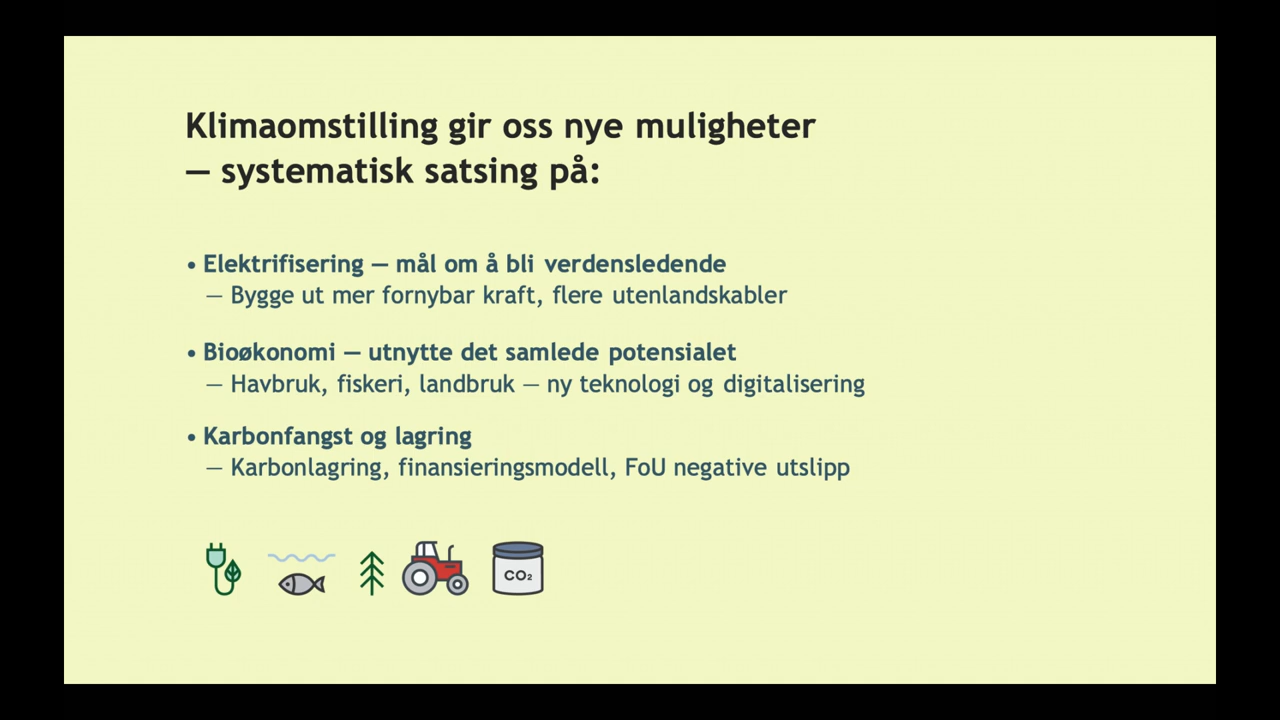 Klimaomstilling gir oss nye muligheter
— systematisk satsing på:
• Elektrifisering — mål om å bli verdensledende
— Bygge ut mer fornybar kraft, flere utenlandskabler
• Bioøkonomi — utnytte det samlede potensialet
— Havbruk, fiskeri, landbruk — ny teknologi og digitalisering
• Karbonfangst og lagring
— Karbonlagring, finansieringsmodell, FoU negative utslipp
CO₂